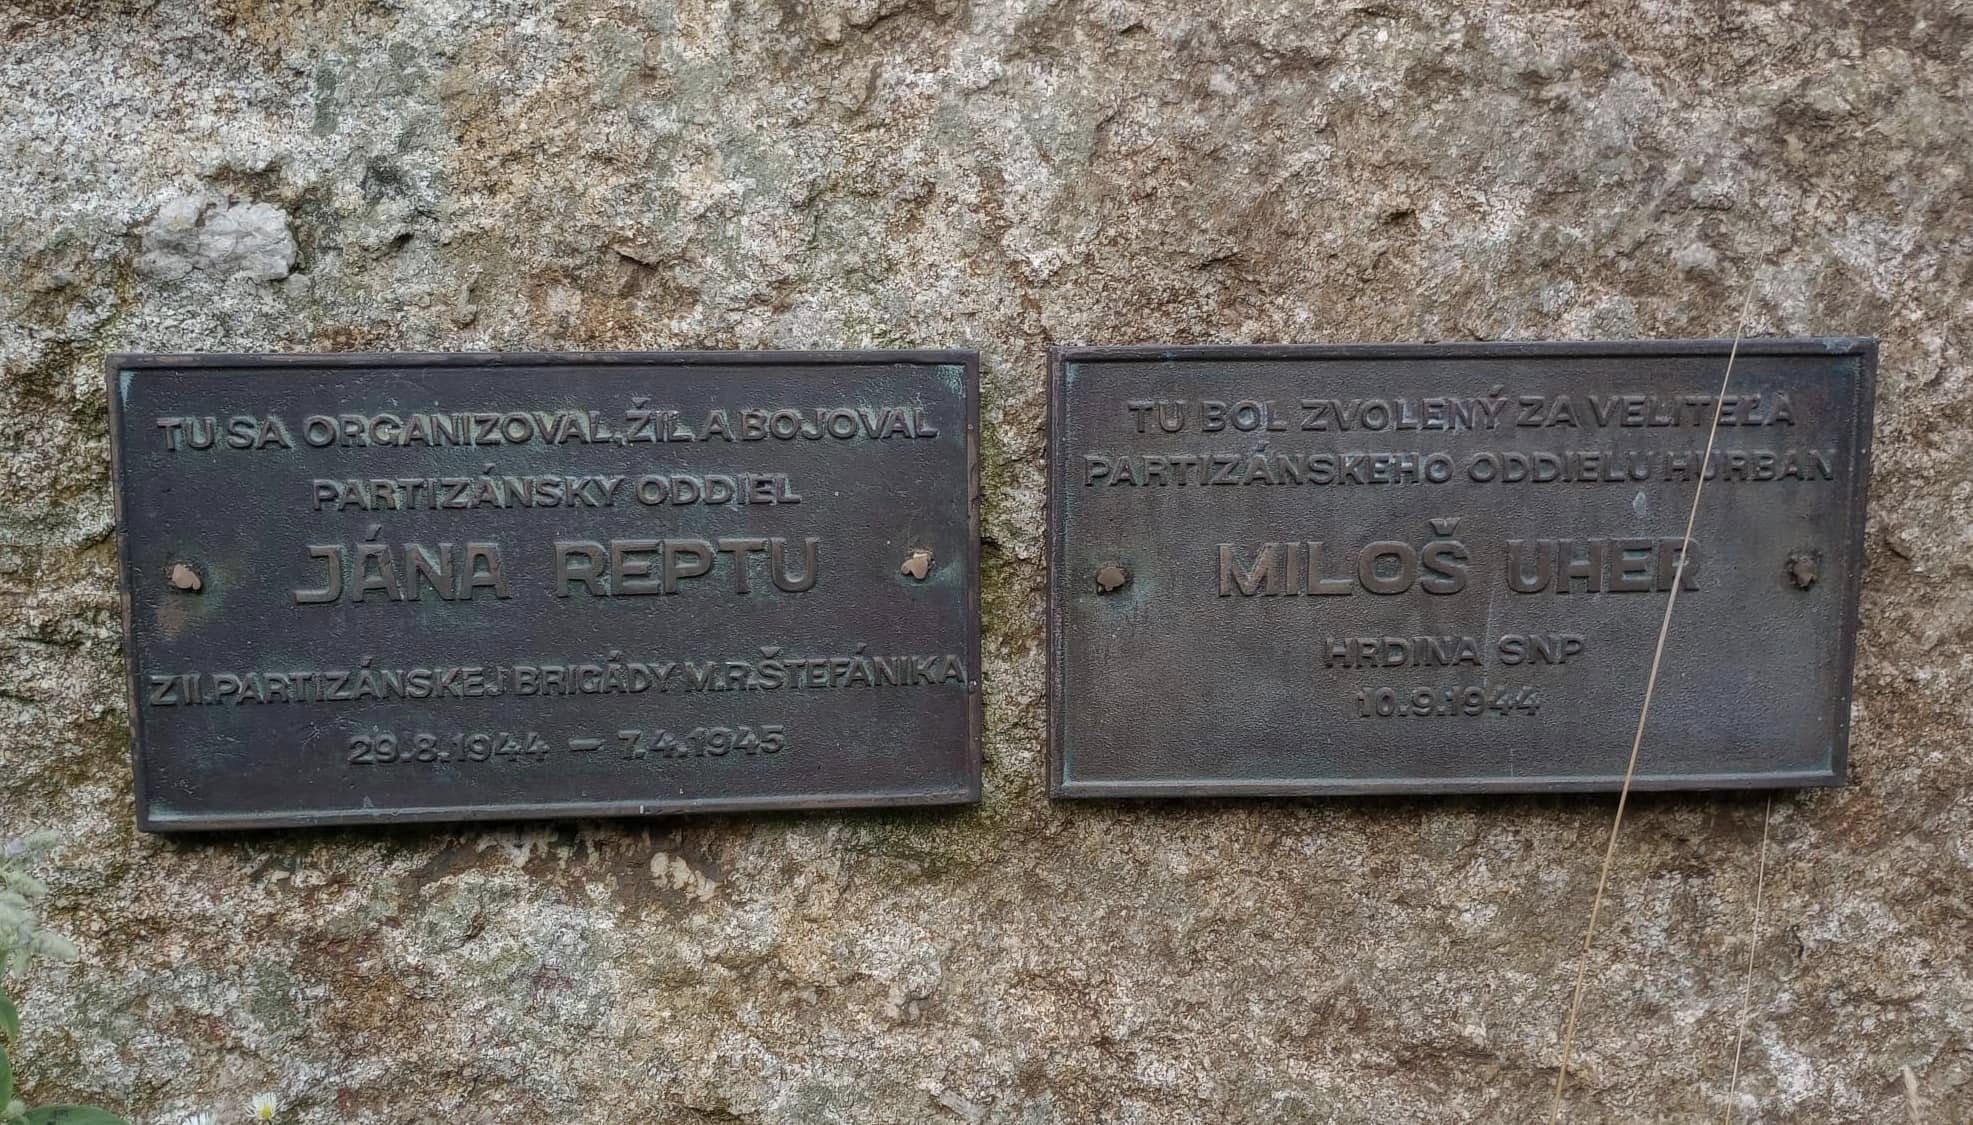 TU SA ORGANIZOVAL, ŽIL A BOJOVAL
PARTIZÁNSKY ODDIEL
JÁNA REPTU
Z II. PARTIZÁNSKEJ BRIGÁDY M.R. ŠTEFÁNIKA
29.8.1944 – 7.4.1945
TU BOL ZVOLENÝ ZA VELITEĽA
PARTIZÁNSKEHO ODDIELU HURBAN
MILOŠ UHER
HRDINA SNP
10.9.1944